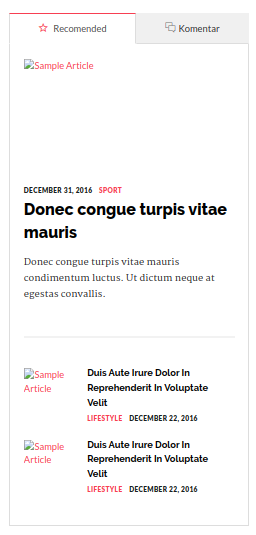 Recomended
Komentar
Sample Article
DECEMBER 31, 2016 SPORT
Donec congue turpis vitae
mauris
Donec congue turpis vitae mauris
condimentum luctus. Ut dictum neque at
egestas convallis.
Sample
Article
Duis Aute Irure Dolor In
Reprehenderit In Voluptate
Velit
LIFESTYLE DECEMBER 22, 2016
Sample
Article
Duis Aute Irure Dolor In
Reprehenderit In Voluptate
Velit
LIFESTYLE DECEMBER 22, 2016